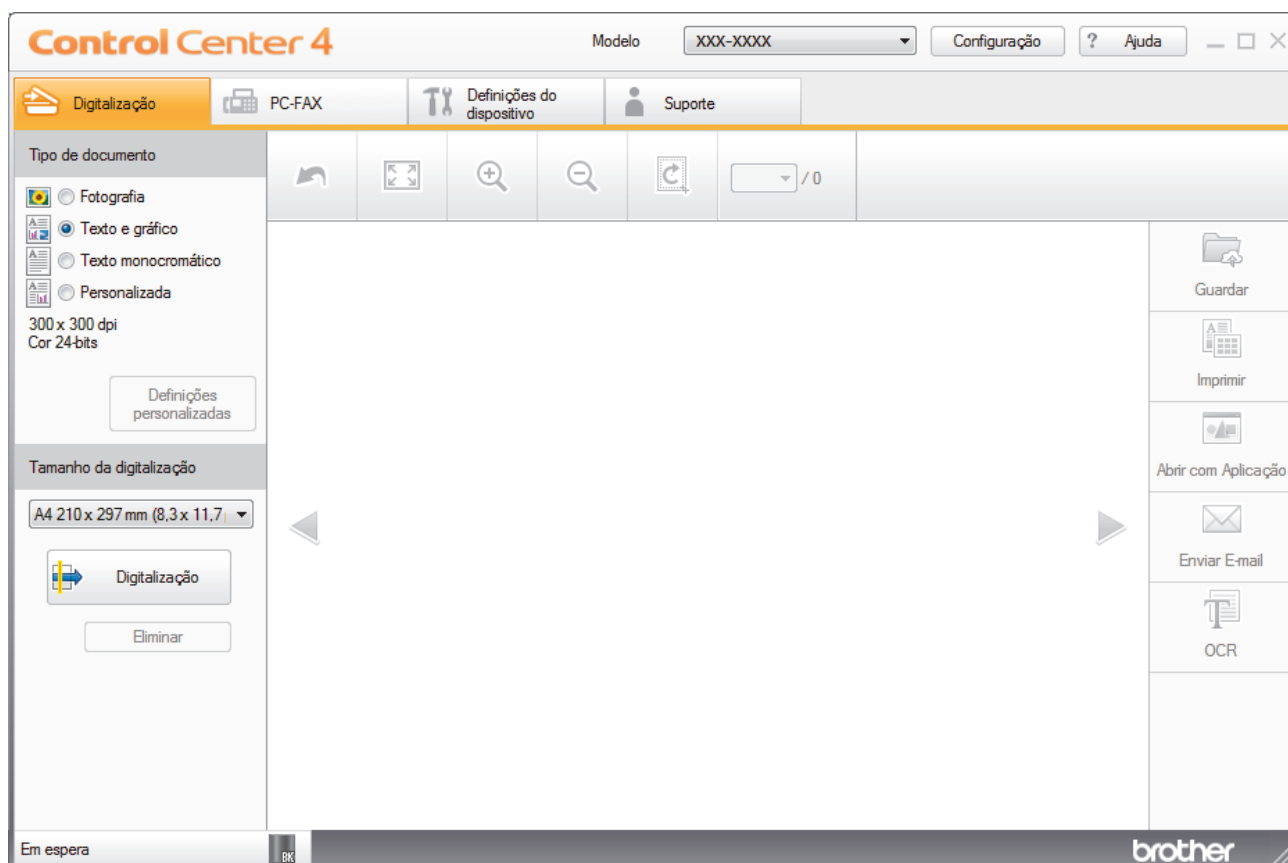 Control Center 4
Modelo
XXX-XXXX
Configuração
? Ajuda
Digitalização
PC-FAX
Definições do
dispositivo
Suporte
Tipo de documento
/ 0
Fotografia
Texto e gráfico
Texto monocromático
Personalizada
300 x 300 dpi
Cor 24-bits
Definições
personalizadas
Tamanho da digitalização
A4 210 x 297 mm (8,3 x 11,7
Digitalização
Eliminar
Guardar
Imprimir
Abrir com Aplicação
Enviar E-mail
OCR
Em espera
BK
brother